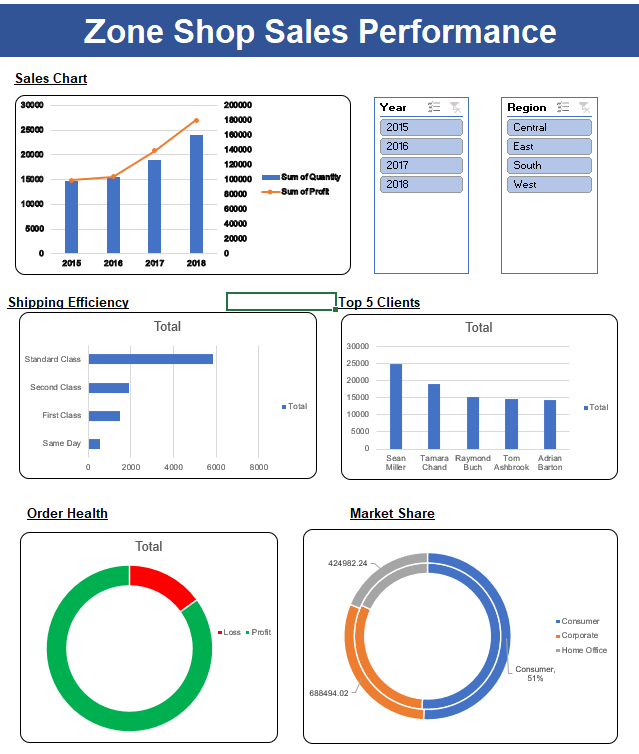 Zone Shop Sales Performance
Sales Chart
30000
25000
20000
15000
10000
5000
0
200000
180000
160000
140000
120000
100000
80000
60000
40000
20000
0
2015 2016 2017 2018
Sum of Quantity
Sum of Profit
Year
2015
2016
2017
2018
Region
Central
East
South
West
Shipping Efficiency
Total
Standard Class
Second Class
First Class
Same Day
0 2000 4000 6000 8000
Total
Top 5 Clients
Total
30000
25000
20000
15000
10000
5000
0
Sean Miller
Tamara Chand
Raymond Buch
Tom Ashbrook
Adrian Barton
Total
Order Health
Total
Loss Profit
Market Share
424982.24
688494.02
Consumer
Corporate
Home Office
Consumer,
51%